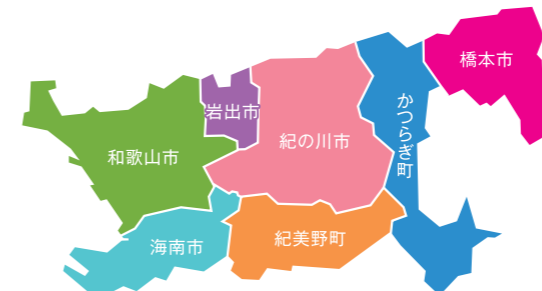 橋本市
かつらぎ町
岩出市
紀の川市
和歌山市
紀美野町
海南市